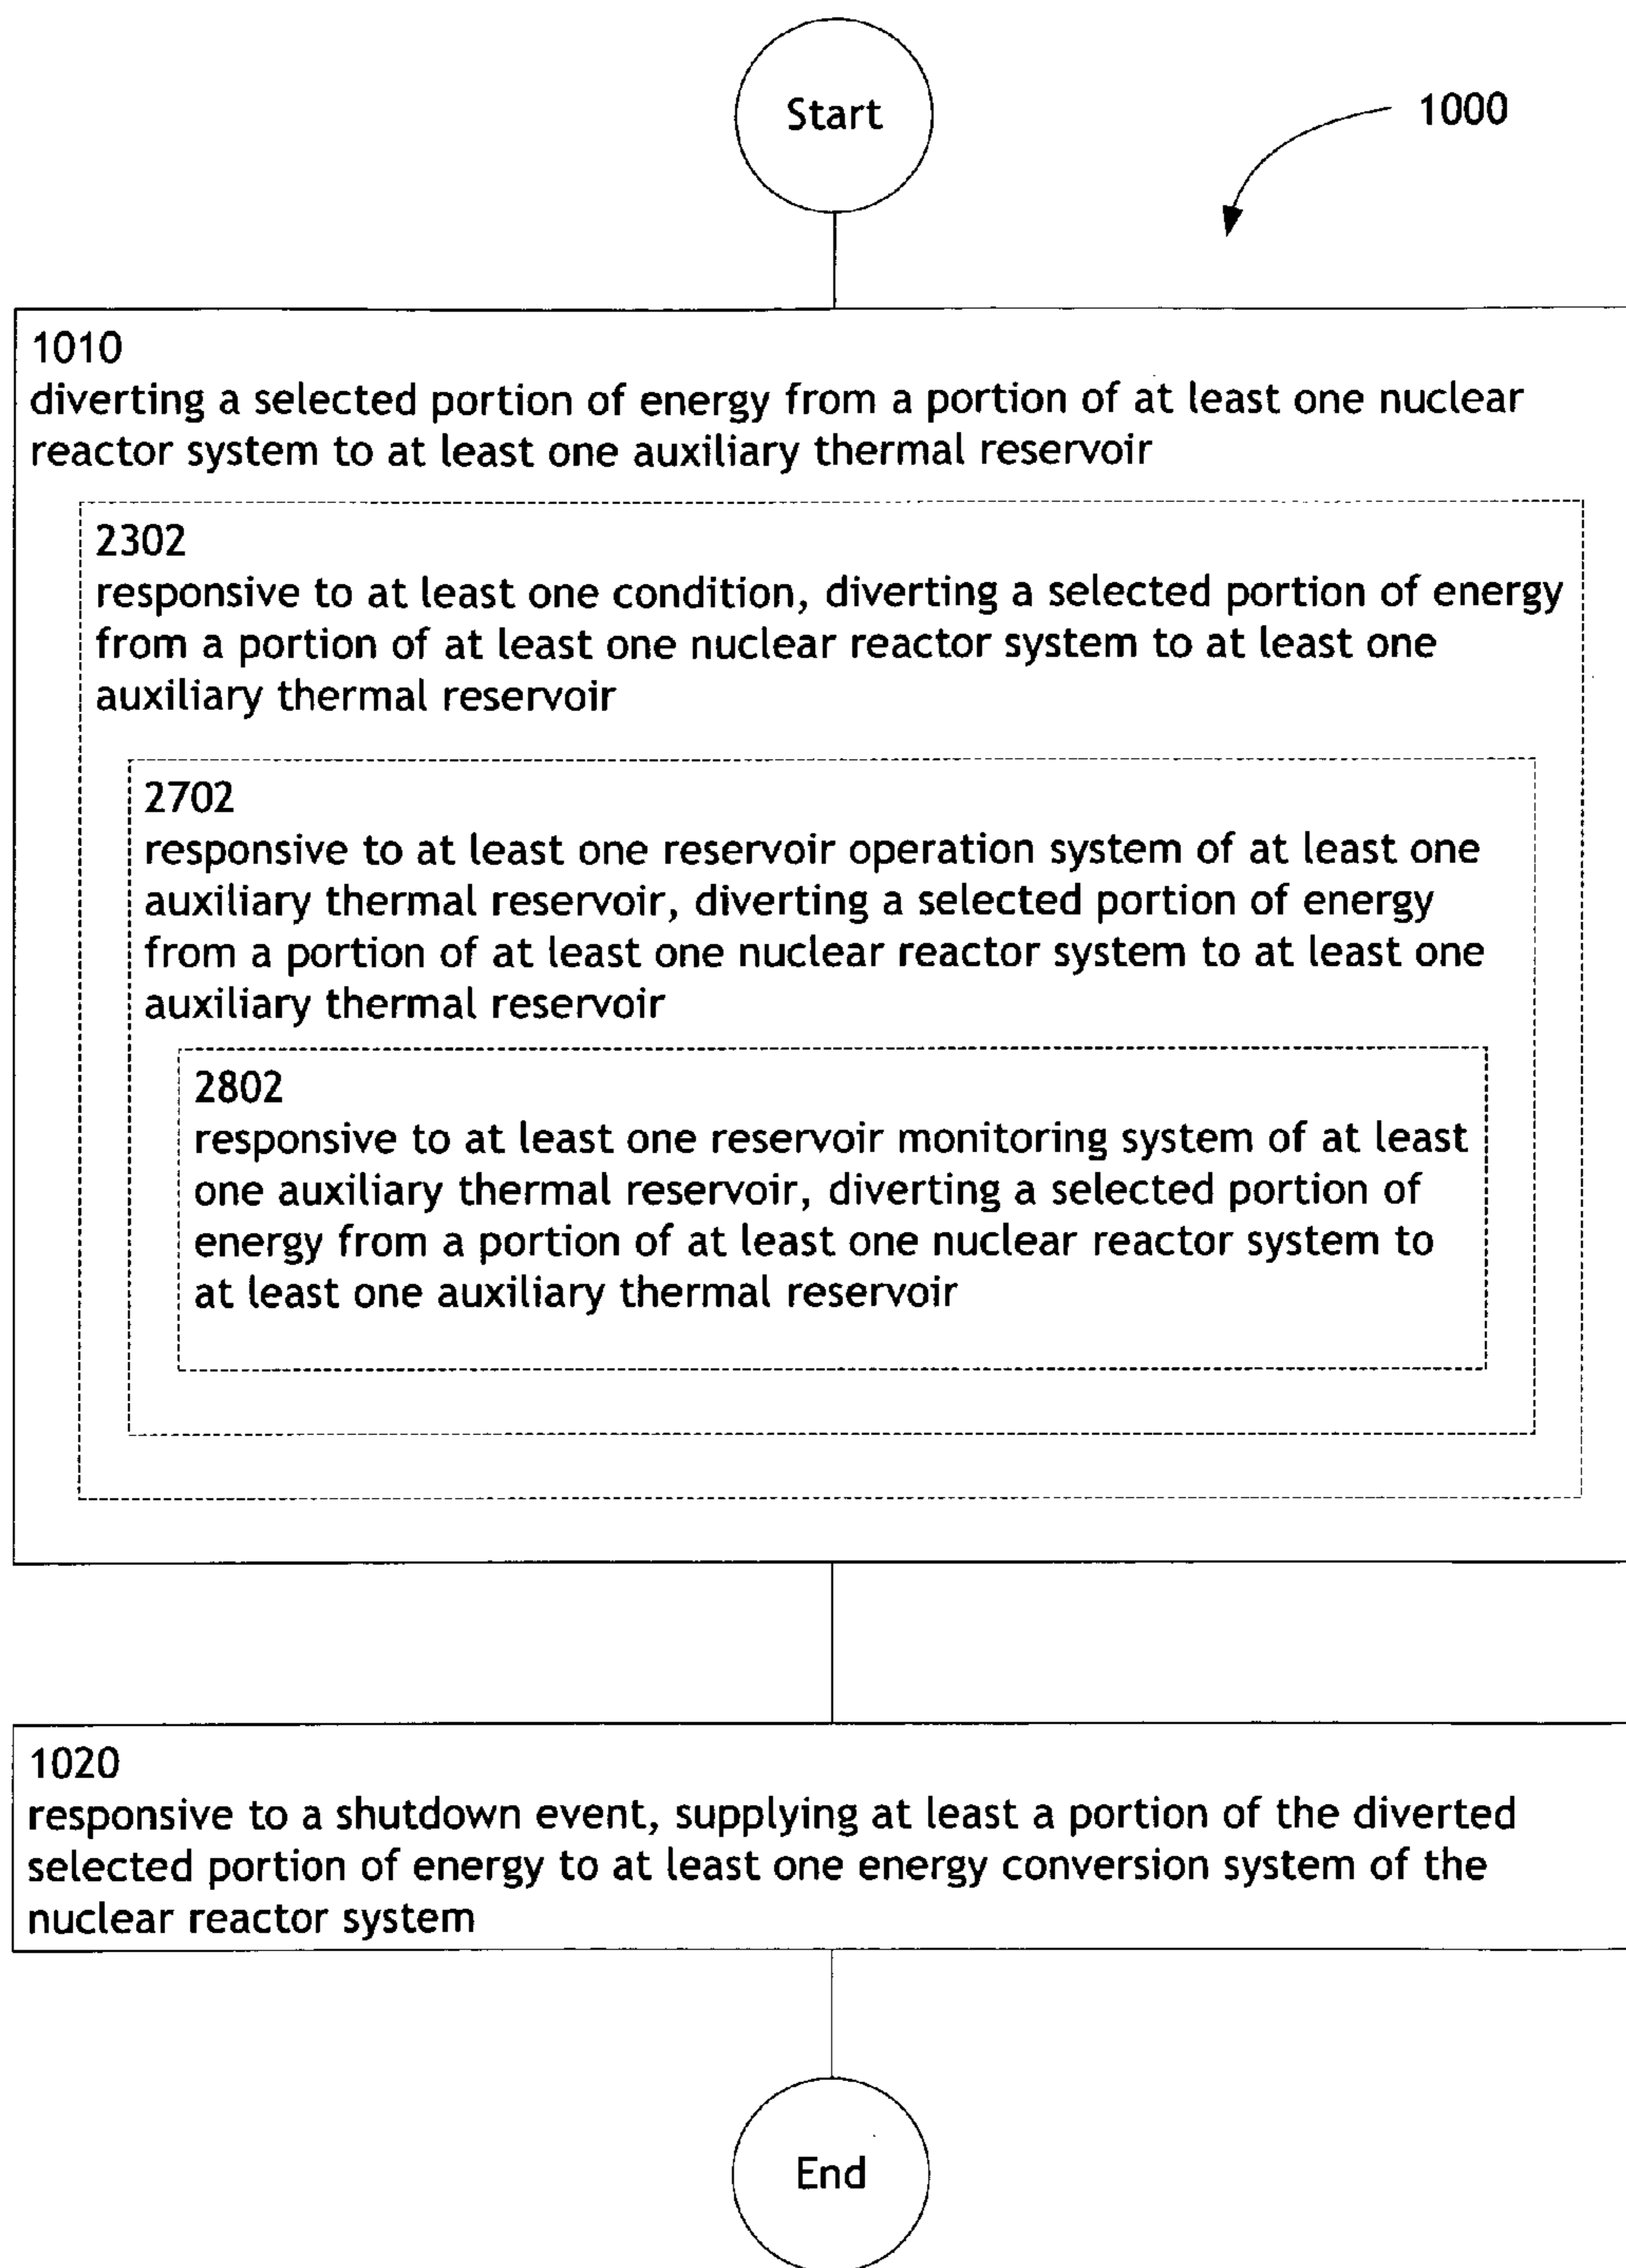 Start
1000
1010
diverting a selected portion of energy from a portion of at least one nuclear
reactor system to at least one auxiliary thermal reservoir
2302
responsive to at least one condition, diverting a selected portion of energy
from a portion of at least one nuclear reactor system to at least one
auxiliary thermal reservoir
2702
responsive to at least one reservoir operation system of at least one
auxiliary thermal reservoir, diverting a selected portion of energy
from a portion of at least one nuclear reactor system to at least one
auxiliary thermal reservoir
2802
responsive to at least one reservoir monitoring system of at least
one auxiliary thermal reservoir, diverting a selected portion of
energy from a portion of at least one nuclear reactor system to
at least one auxiliary thermal reservoir
1020
responsive to a shutdown event, supplying at least a portion of the diverted
selected portion of energy to at least one energy conversion system of the
nuclear reactor system
End